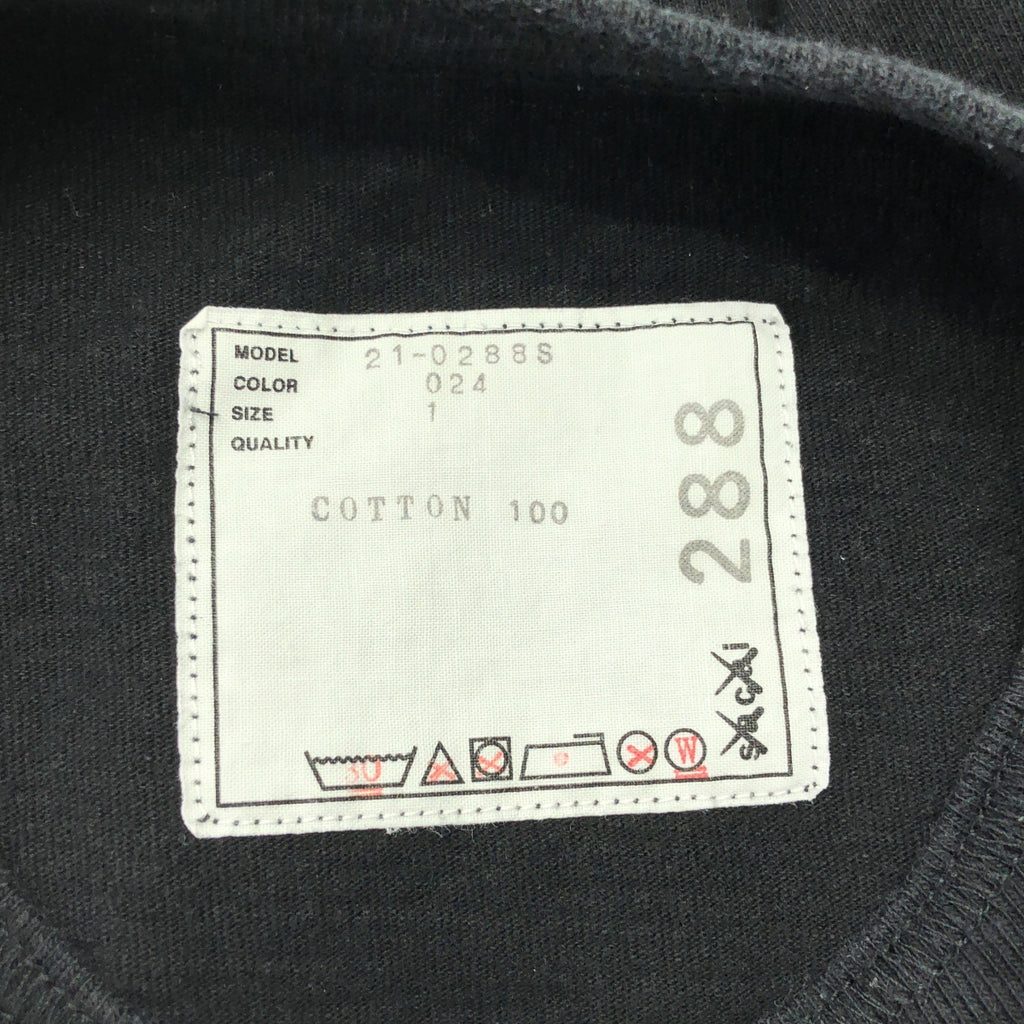 MODEL 21-0288S
COLOR 024
SIZE 1
QUALITY
COTTON 100
288
sacai
30
W